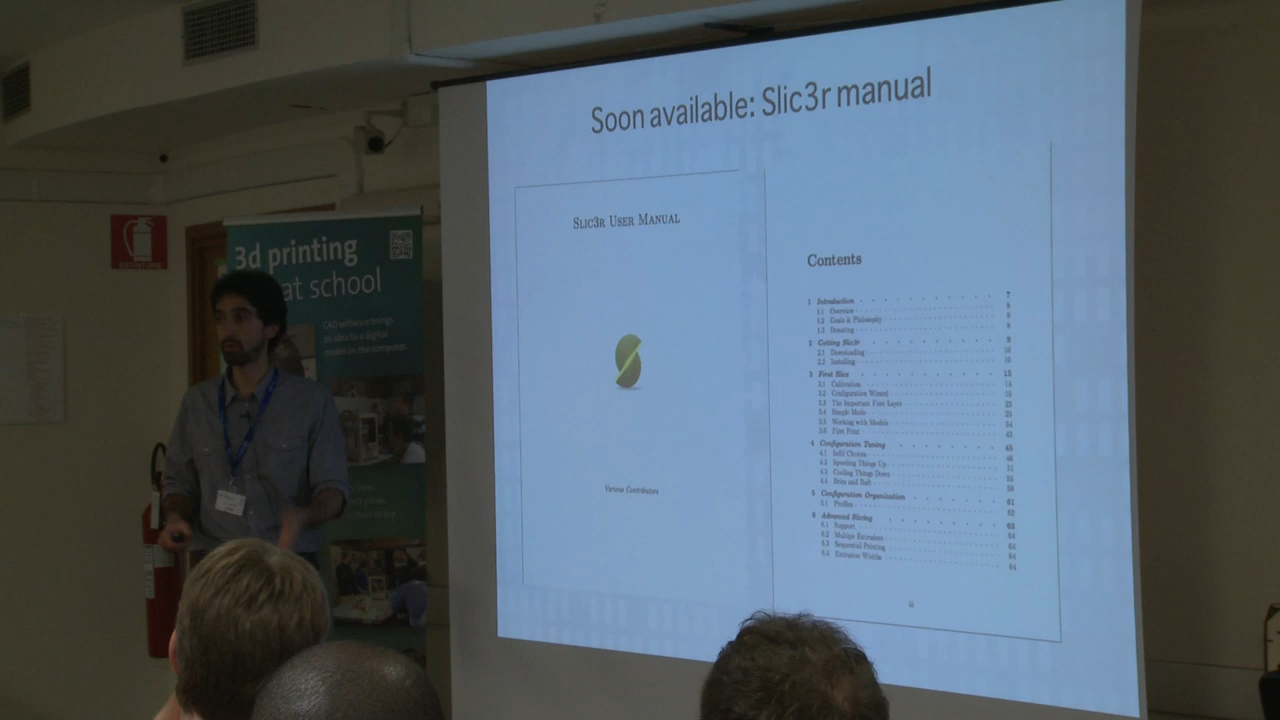 Soon available: Slic3r manual
SLIC3R USER MANUAL
Various Contributors
Contents
1 Introduction 7
1.1 Overview
1.2 Goals & Philosophy
1.3 Donating
2 Getting Slic3r
2.1 Downloading
2.2 Installing
3 First Slice
3.1 Calibration
3.2 Configuration Wizard
3.3 The Important First Layer
3.4 Simple Mode
3.5 Working with Models
3.6 First Print
4 Configuration Tuning
4.1 Infill Choices
4.2 Speeding Things Up
4.3 Cooling Things Down
4.4 Brim and Raft
5 Configuration Organization
5.1 Profiles
6 Advanced Slicing
6.1 Support
6.2 Multiple Extruders
6.3 Sequential Printing
6.4 Extrusion Widths
3d printing
at school
CAD software brings
an idea to a digital
model on the computer.
ESTINTORE